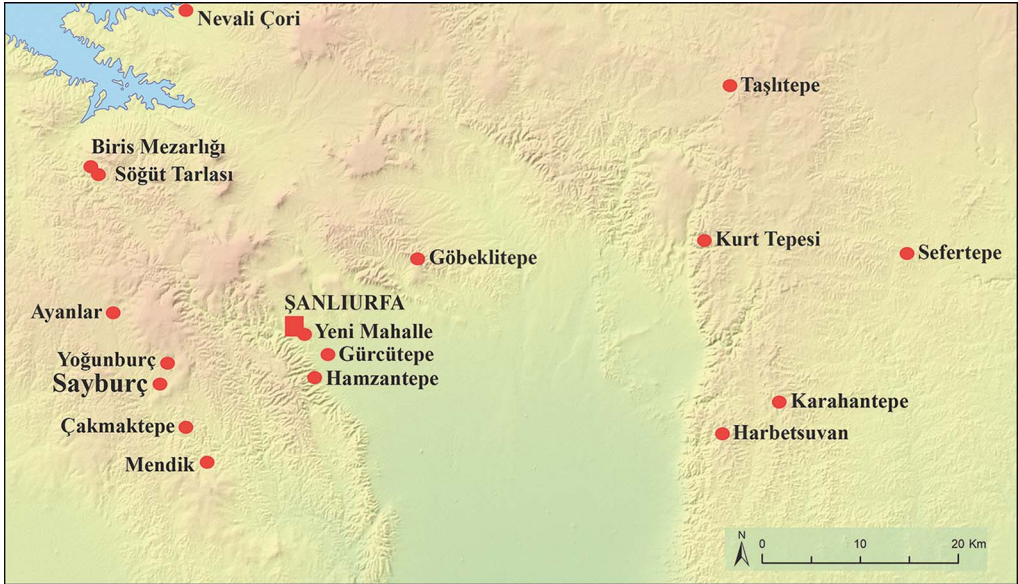 Nevali Çori
Taşlıtepe
Biris Mezarlığı
Söğüt Tarlası
Kurt Tepesi
Sefertepe
Göbeklitepe
ŞANLIURFA
Ayanlar
Yeni Mahalle
Gürcütepe
Yoğunburç
Hamzantepe
Sayburç
Karahantepe
Çakmaktepe
Harbetsuvan
Mendik
N
0 10 20 Km